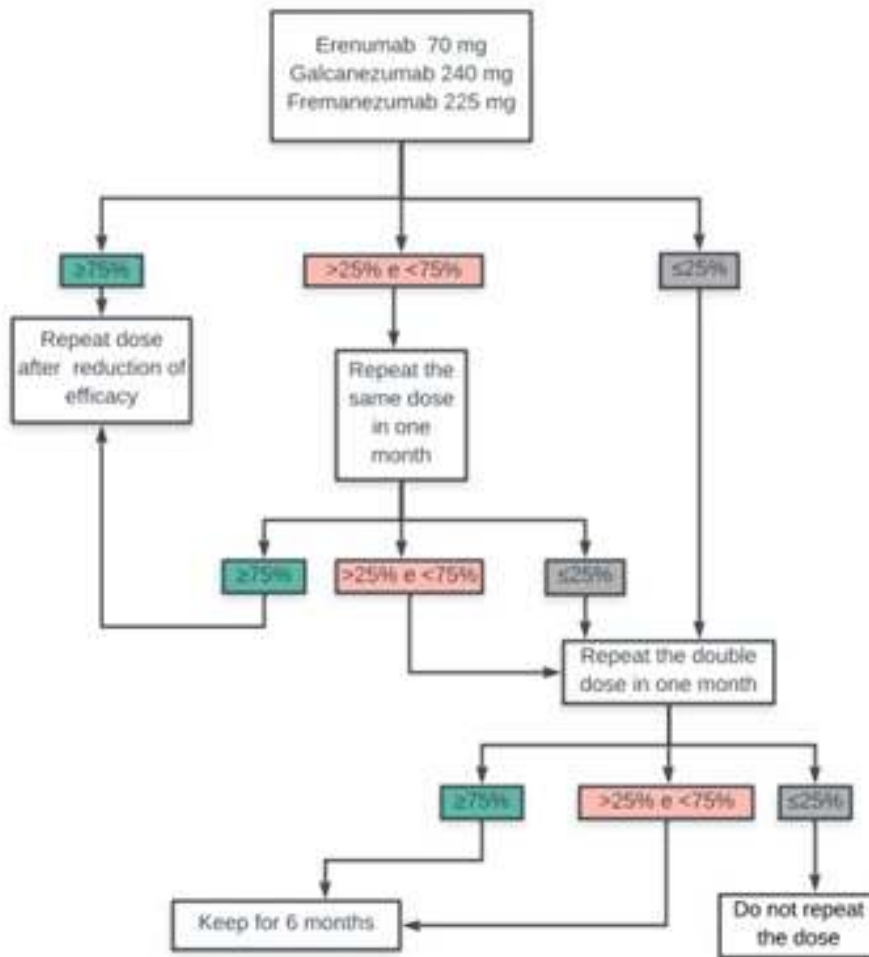 Erenumab 70 mg
Galcanezumab 240 mg
Fremanezumab 225 mg
≥75%
>25% e <75%
≤25%
Repeat dose
after reduction of
efficacy
Repeat the
same dose
in one
month
≥75%
>25% e <75%
≤25%
Repeat the double
dose in one month
≥75%
>25% e <75%
≤25%
Keep for 6 months
Do not repeat
the dose